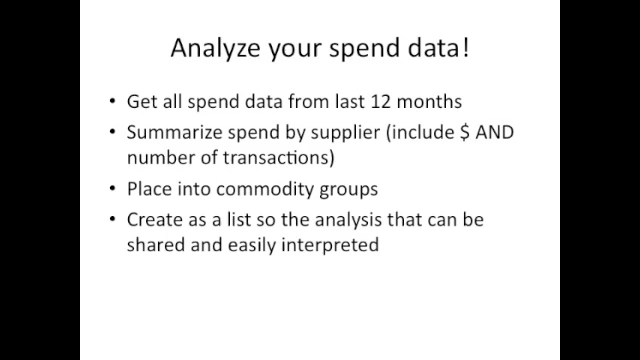 Analyze your spend data!
• Get all spend data from last 12 months
• Summarize spend by supplier (include $ AND
number of transactions)
• Place into commodity groups
• Create as a list so the analysis that can be
shared and easily interpreted